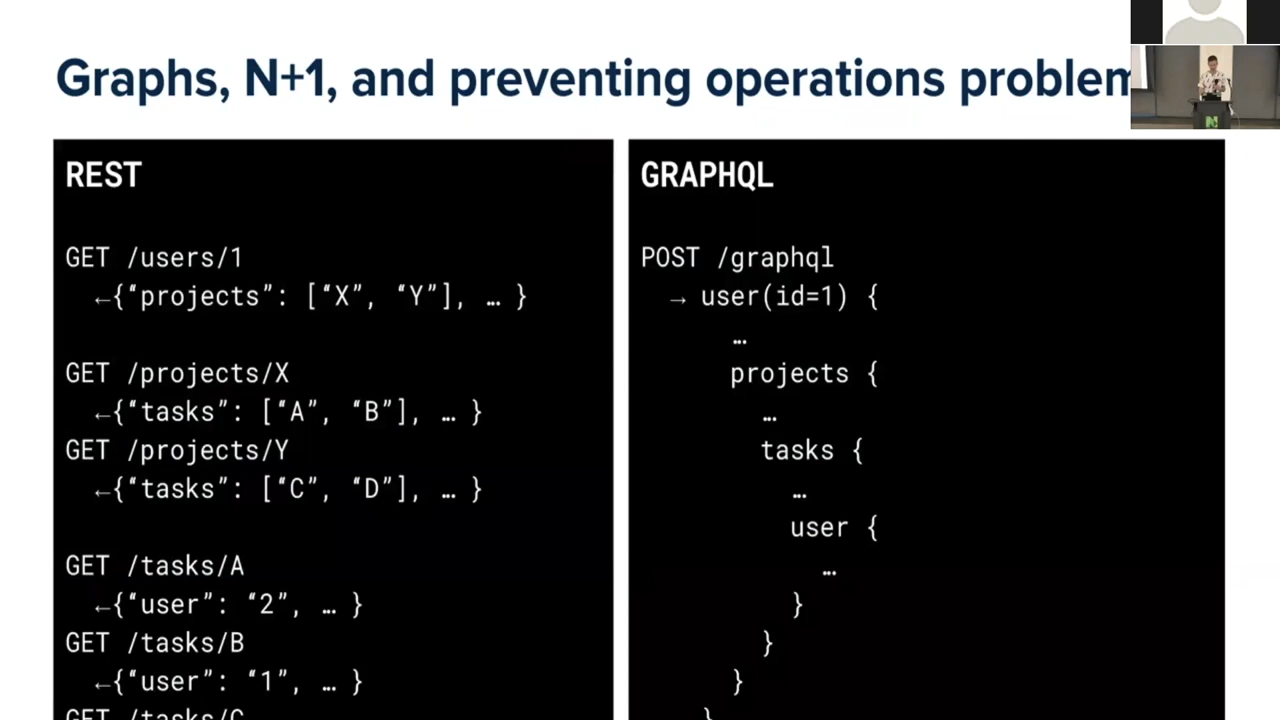 Graphs, N+1, and preventing operations problem
REST
GET /users/1
←{“projects”: [“X”, “Y”], … }
GET /projects/X
←{“tasks”: [“A”, “B”], … }
GET /projects/Y
←{“tasks”: [“C”, “D”], … }
GET /tasks/A
←{“user”: “2”, … }
GET /tasks/B
←{“user”: “1”, … }
GET /tasks/C
GRAPHQL
POST /graphql
→ user(id=1) {
…
projects {
…
tasks {
…
user {
…
}
}
}
}
N